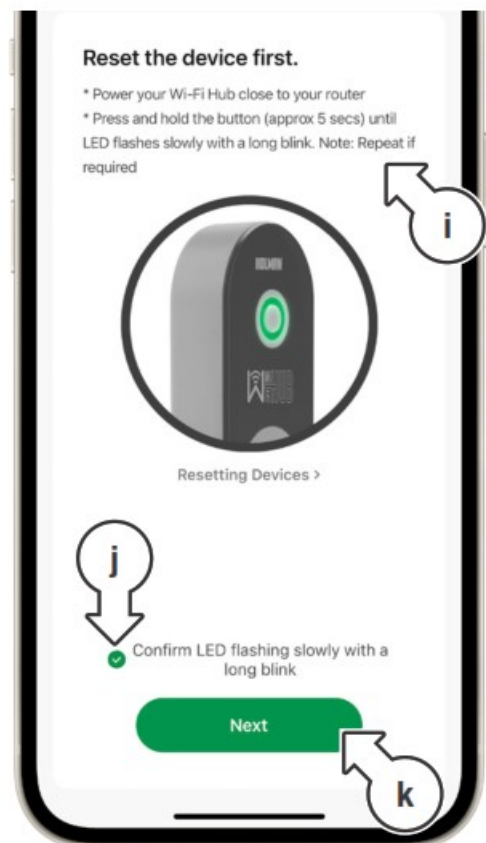 Reset the device first.
* Power your Wi-Fi Hub close to your router
* Press and hold the button (approx 5 secs) until
LED flashes slowly with a long blink. Note: Repeat if
required
i
HOLMAN
Resetting Devices >
j
Confirm LED flashing slowly with a
long blink
Next
k